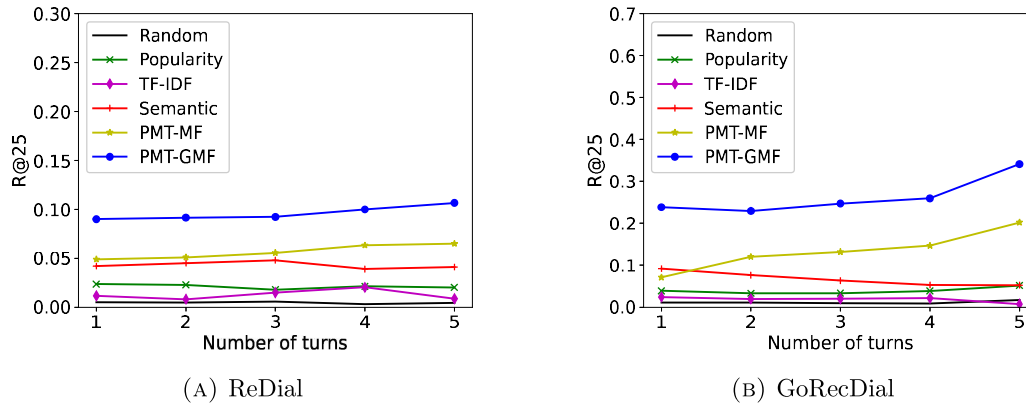 0.30
0.25
0.20
0.15
0.10
0.05
0.00
R@25
Random
Popularity
TF-IDF
Semantic
PMT-MF
PMT-GMF
1 2 3 4 5
Number of turns
(A) ReDial
0.7
0.6
0.5
0.4
0.3
0.2
0.1
0.0
R@25
Random
Popularity
TF-IDF
Semantic
PMT-MF
PMT-GMF
1 2 3 4 5
Number of turns
(B) GoRecDial